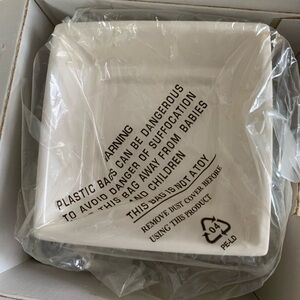 WARNING
PLASTIC BAGS CAN BE DANGEROUS
TO AVOID DANGER OF SUFFOCATION
THIS BAG AWAY FROM BABIES
AND CHILDREN
THIS BAG IS NOT A TOY
REMOVE DUST COVER BEFORE
USING THIS PRODUCT
04
PE-LD